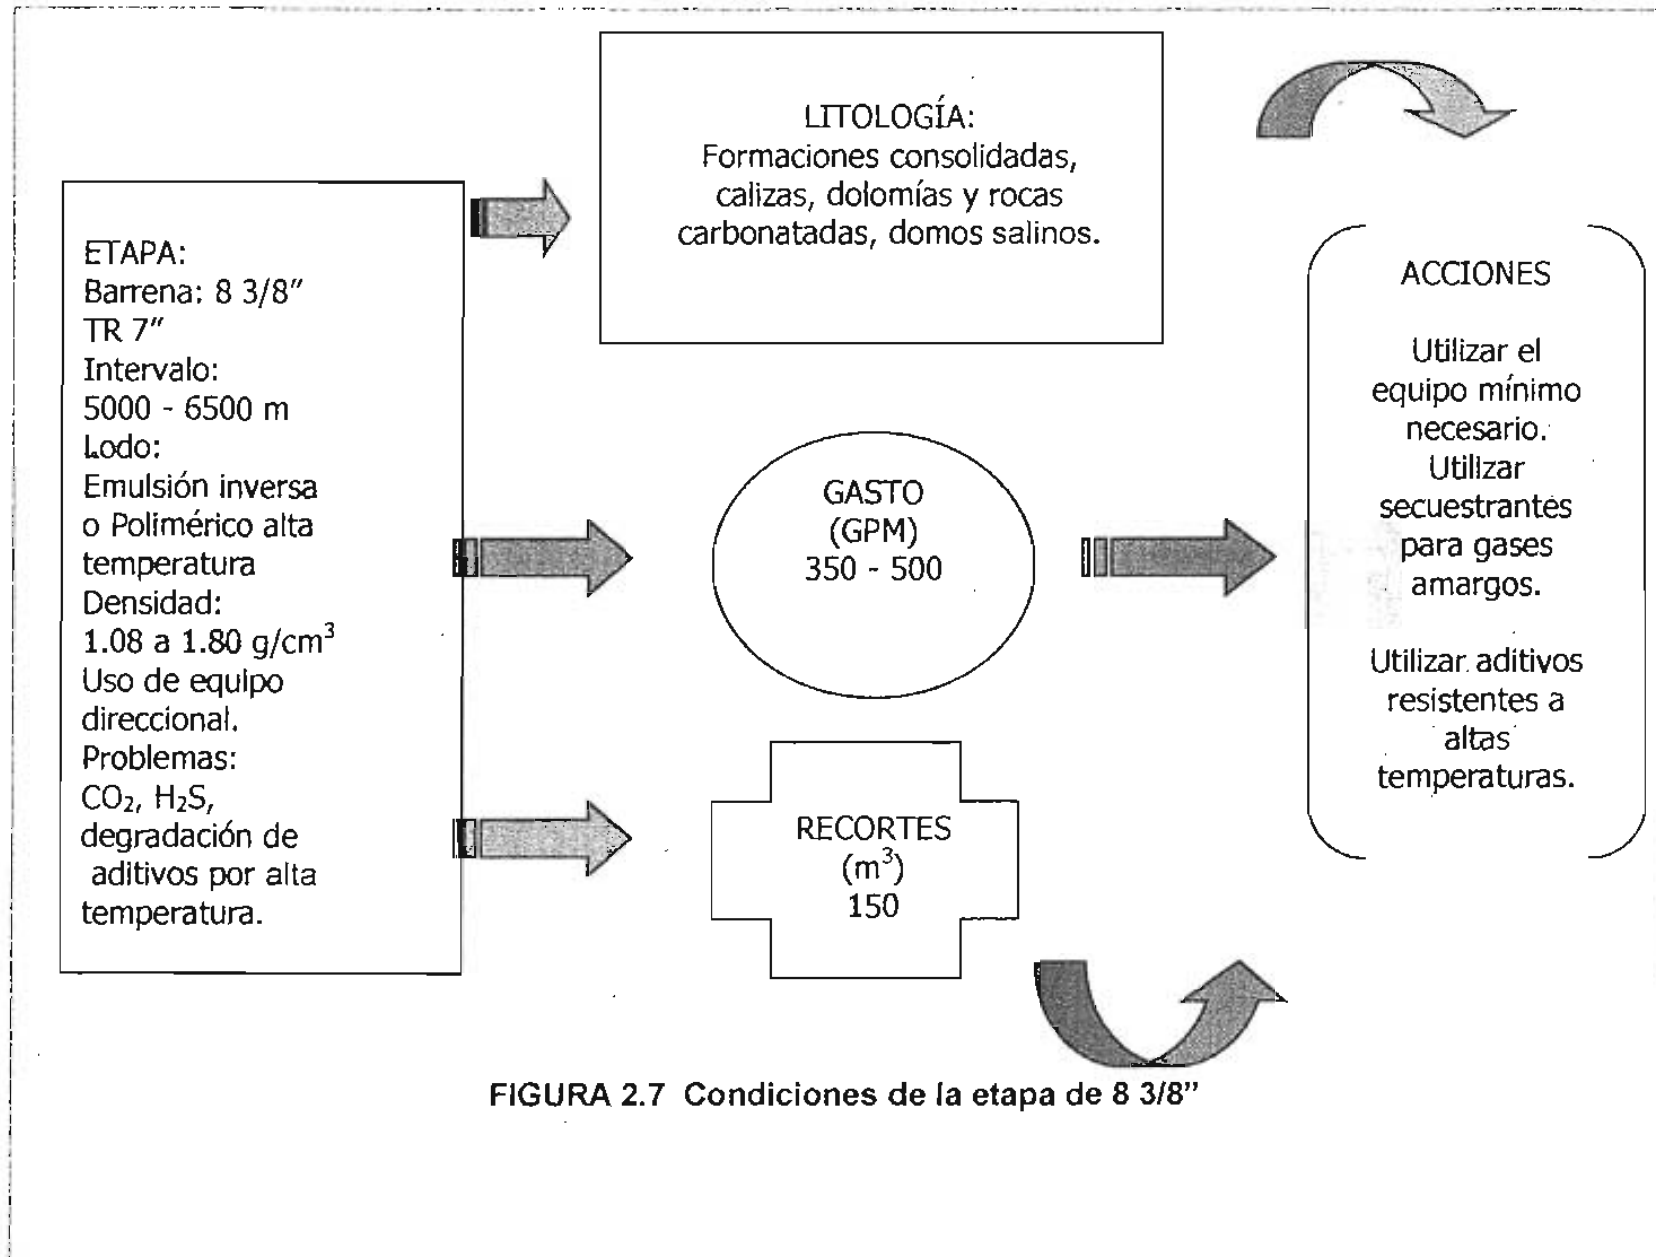 LITOLOGÍA:
Formaciones consolidadas,
calizas, dolomías y rocas
carbonatadas, domos salinos.
ETAPA:
Barrena: 8 3/8”
TR 7”
Intervalo:
5000 - 6500 m
Lodo:
Emulsión inversa
o Polimérico alta
temperatura
Densidad:
1.08 a 1.80 g/cm³
Uso de equipo
direccional.
Problemas:
CO₂, H₂S,
degradación de
aditivos por alta
temperatura.
GASTO
(GPM)
350 - 500
RECORTES
(m³)
150
ACCIONES
Utilizar el
equipo mínimo
necesario.
Utilizar
secuestrantes
para gases
amargos.
Utilizar aditivos
resistentes a
altas
temperaturas.
FIGURA 2.7 Condiciones de la etapa de 8 3/8”